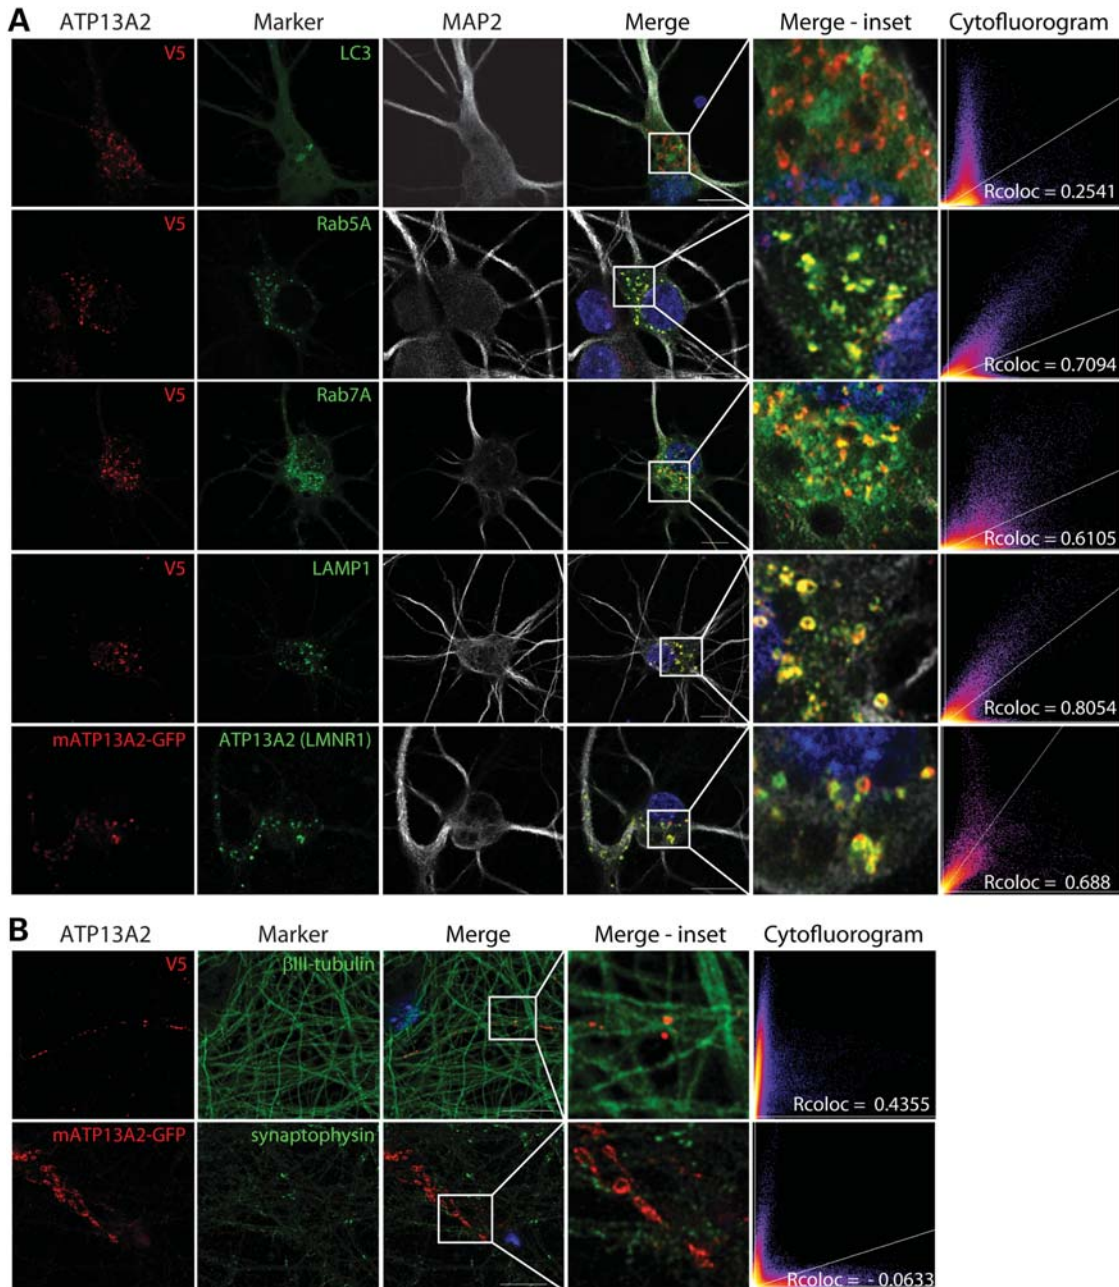 A
ATP13A2 Marker MAP2 Merge Merge - inset Cytofluorogram
V5 LC3
Rcoloc = 0.2541
V5 Rab5A
Rcoloc = 0.7094
V5 Rab7A
Rcoloc = 0.6105
V5 LAMP1
Rcoloc = 0.8054
mATP13A2-GFP ATP13A2 (LMNR1)
Rcoloc = 0.688
B
ATP13A2 Marker Merge Merge - inset Cytofluorogram
V5 βIII-tubulin
Rcoloc = 0.4355
mATP13A2-GFP synaptophysin
Rcoloc = - 0.0633